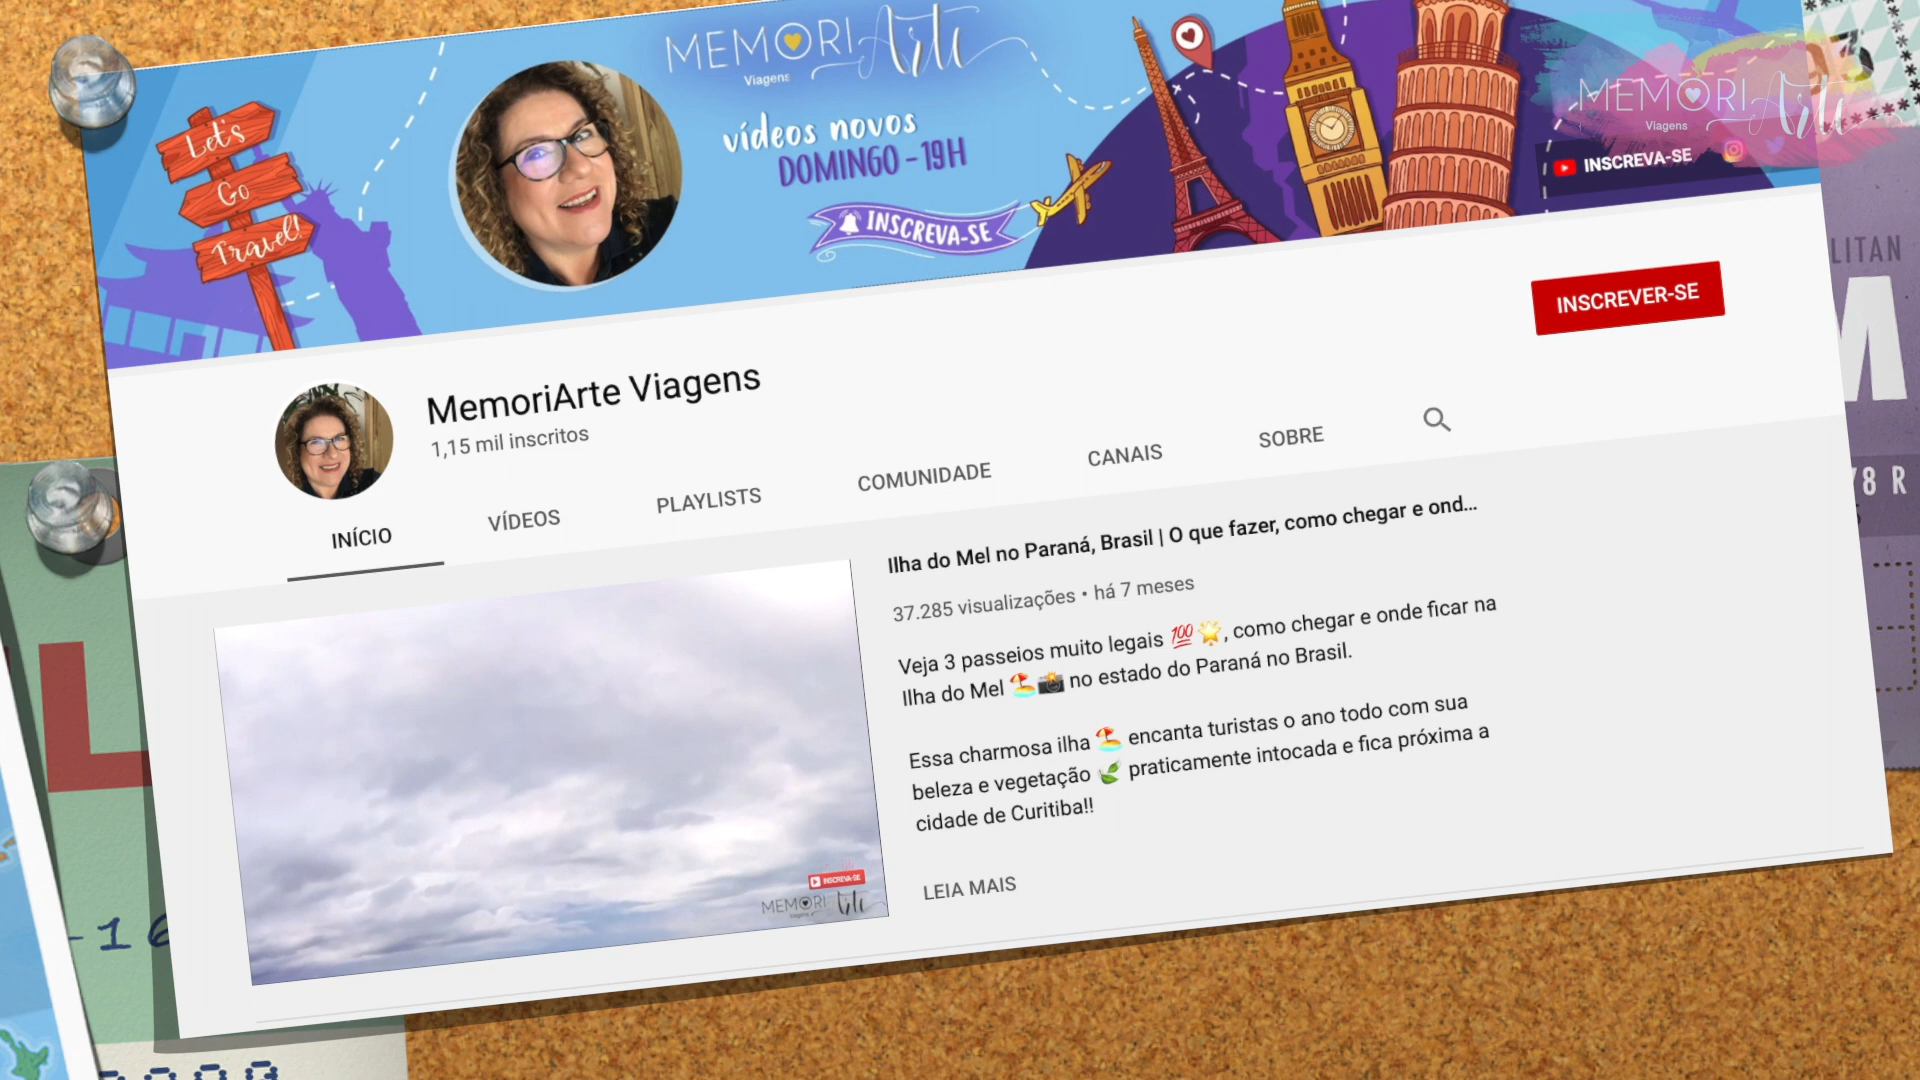 MEMORIArte
Viagens
Let's
Go
Travel!
vídeos novos
DOMINGO - 19H
INSCREVA-SE
MEMORIArte
Viagens
INSCREVA-SE
INSCREVER-SE
MemoriArte Viagens
1,15 mil inscritos
INÍCIO
VÍDEOS
PLAYLISTS
COMUNIDADE
CANAIS
SOBRE
Ilha do Mel no Paraná, Brasil | O que fazer, como chegar e ond...
37.285 visualizações • há 7 meses
Veja 3 passeios muito legais 💯🌟, como chegar e onde ficar na
Ilha do Mel 🏖️📸 no estado do Paraná no Brasil.
Essa charmosa ilha 🏖️ encanta turistas o ano todo com sua
beleza e vegetação 🌿 praticamente intocada e fica próxima a
cidade de Curitiba!!
LEIA MAIS
INSCREVA-SE
MEMORIArte
Viagens
LITAN
M
8 R
L
-16